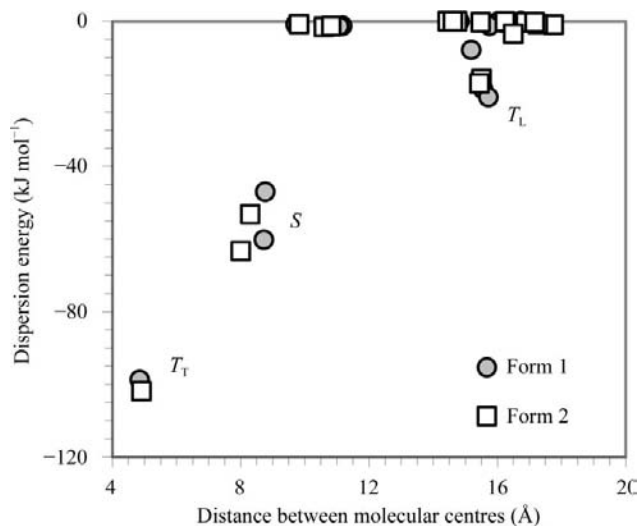 0
−40
−80
−120
Dispersion energy (kJ mol⁻¹)
T_L
S
T_T
Form 1
Form 2
4 8 12 16 20
Distance between molecular centres (Å)